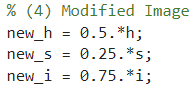 % (4) Modified Image
new_h = 0.5.*h;
new_s = 0.25.*s;
new_i = 0.75.*i;